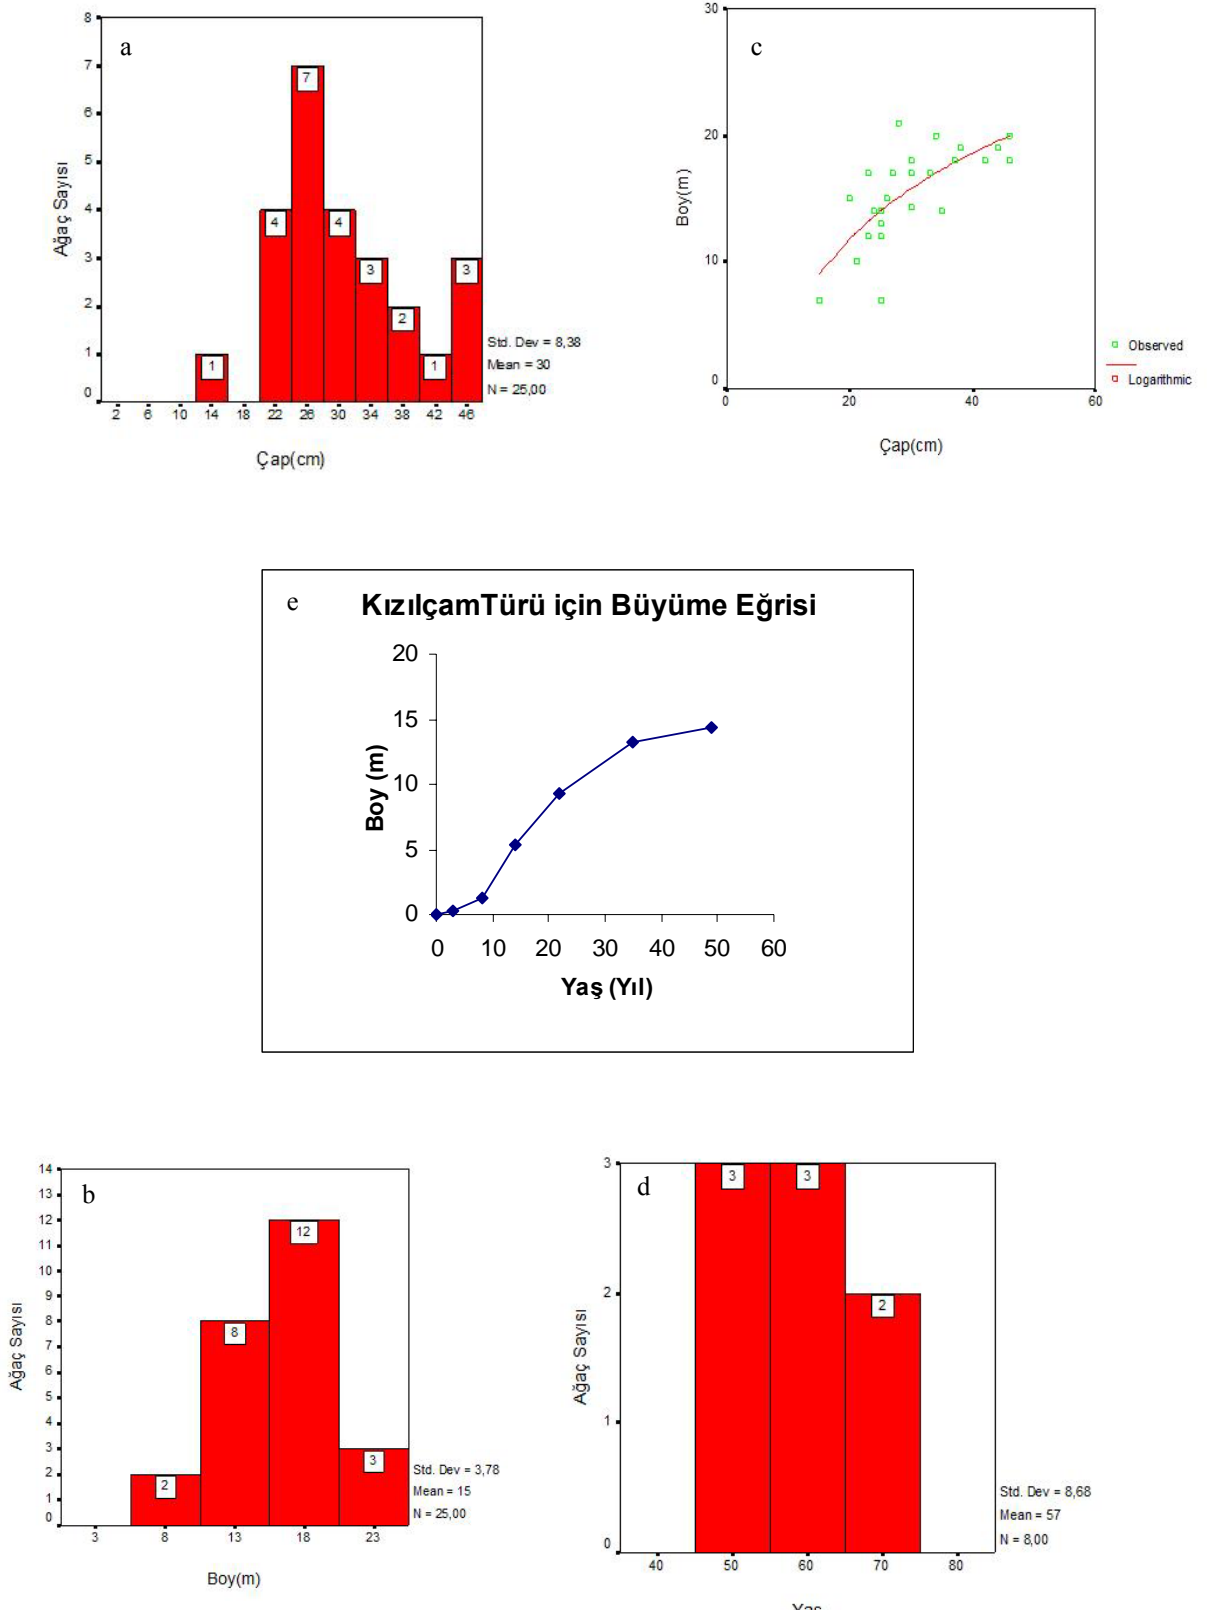 a
8
7
6
5
4
3
2
1
0
Ağaç Sayısı
1
4
7
4
3
2
1
3
2 6 10 14 18 22 26 30 34 38 42 46
Çap(cm)
Std. Dev = 8,38
Mean = 30
N = 25,00
c
30
20
10
0
Boy(m)
0 20 40 60
Çap(cm)
Observed
Logarithmic
e
KızılçamTürü için Büyüme Eğrisi
20
15
10
5
0
Boy (m)
0 10 20 30 40 50 60
Yaş (Yıl)
b
14
13
12
11
10
9
8
7
6
5
4
3
2
1
0
Ağaç Sayısı
2
8
12
3
3 8 13 18 23
Boy(m)
Std. Dev = 3,78
Mean = 15
N = 25,00
d
3
2
1
0
Ağaç Sayısı
3
3
2
40 50 60 70 80
Yaş
Std. Dev = 8,68
Mean = 57
N = 8,00